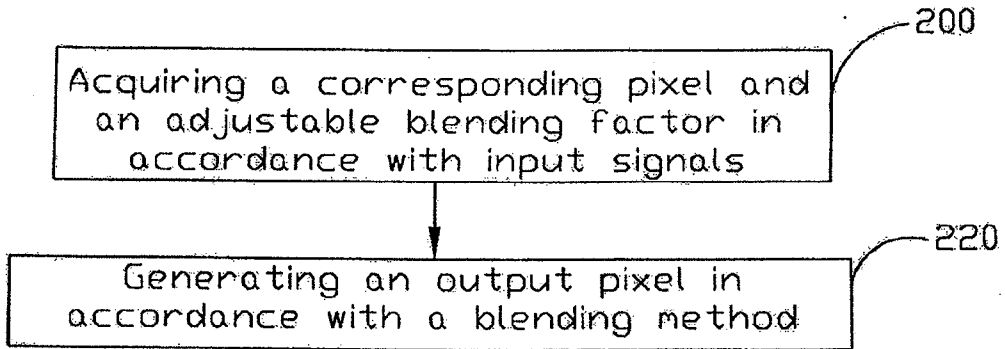 200
Acquiring a corresponding pixel and
an adjustable blending factor in
accordance with input signals
220
Generating an output pixel in
accordance with a blending method